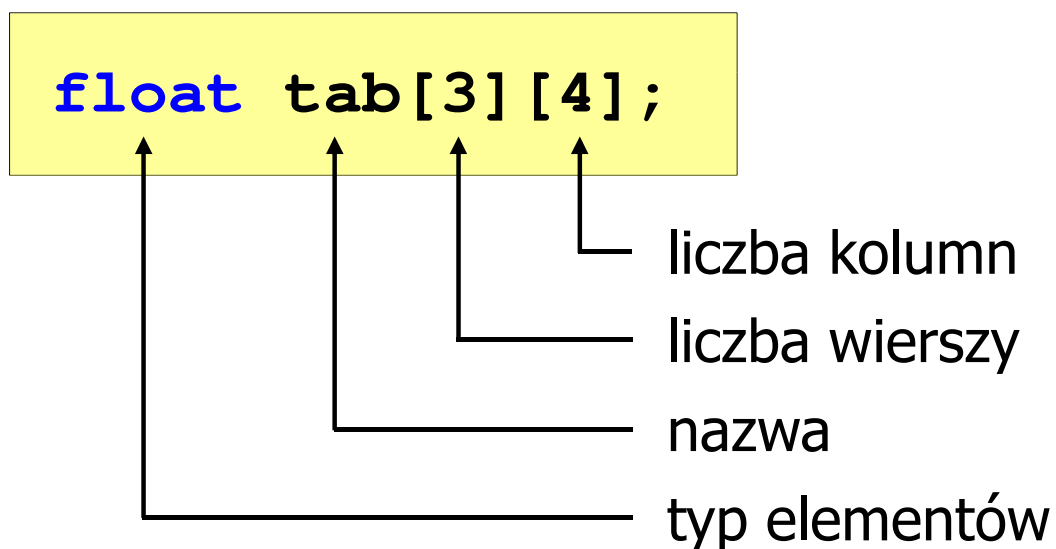 float tab[3][4];
liczba kolumn
liczba wierszy
nazwa
typ elementów